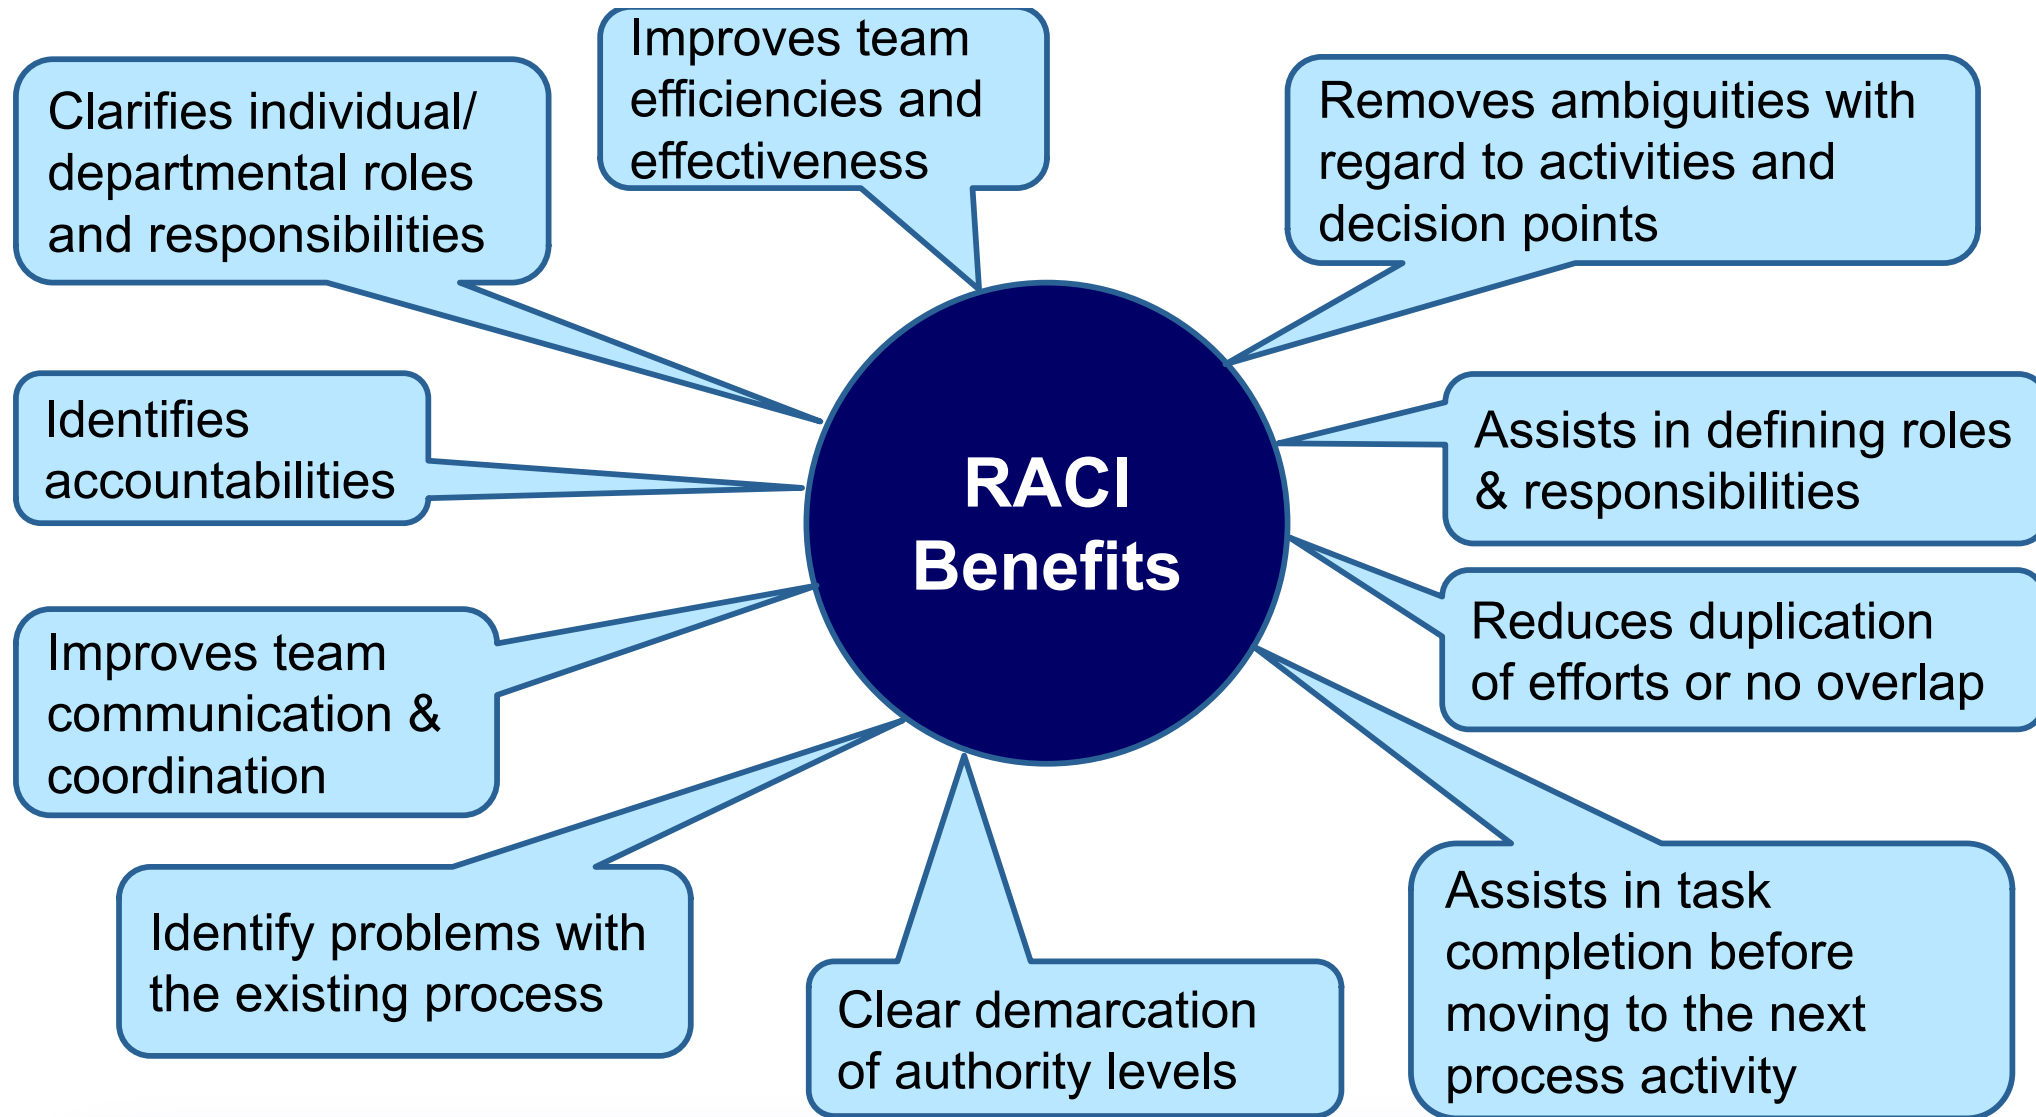 Improves team
efficiencies and
effectiveness
Clarifies individual/
departmental roles
and responsibilities
Removes ambiguities with
regard to activities and
decision points
Identifies
accountabilities
Assists in defining roles
& responsibilities
RACI
Benefits
Improves team
communication &
coordination
Reduces duplication
of efforts or no overlap
Identify problems with
the existing process
Clear demarcation
of authority levels
Assists in task
completion before
moving to the next
process activity